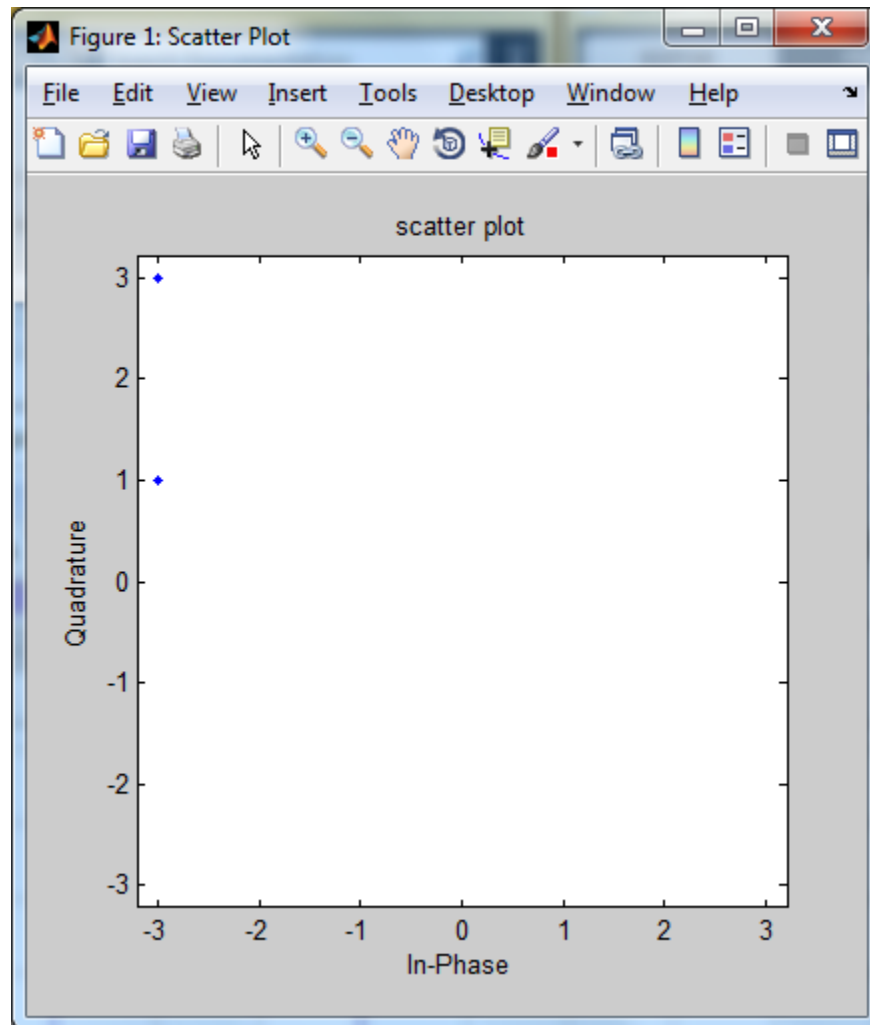 Figure 1: Scatter Plot
File Edit View Insert Tools Desktop Window Help
scatter plot
3
2
1
0
-1
-2
-3
Quadrature
-3 -2 -1 0 1 2 3
In-Phase